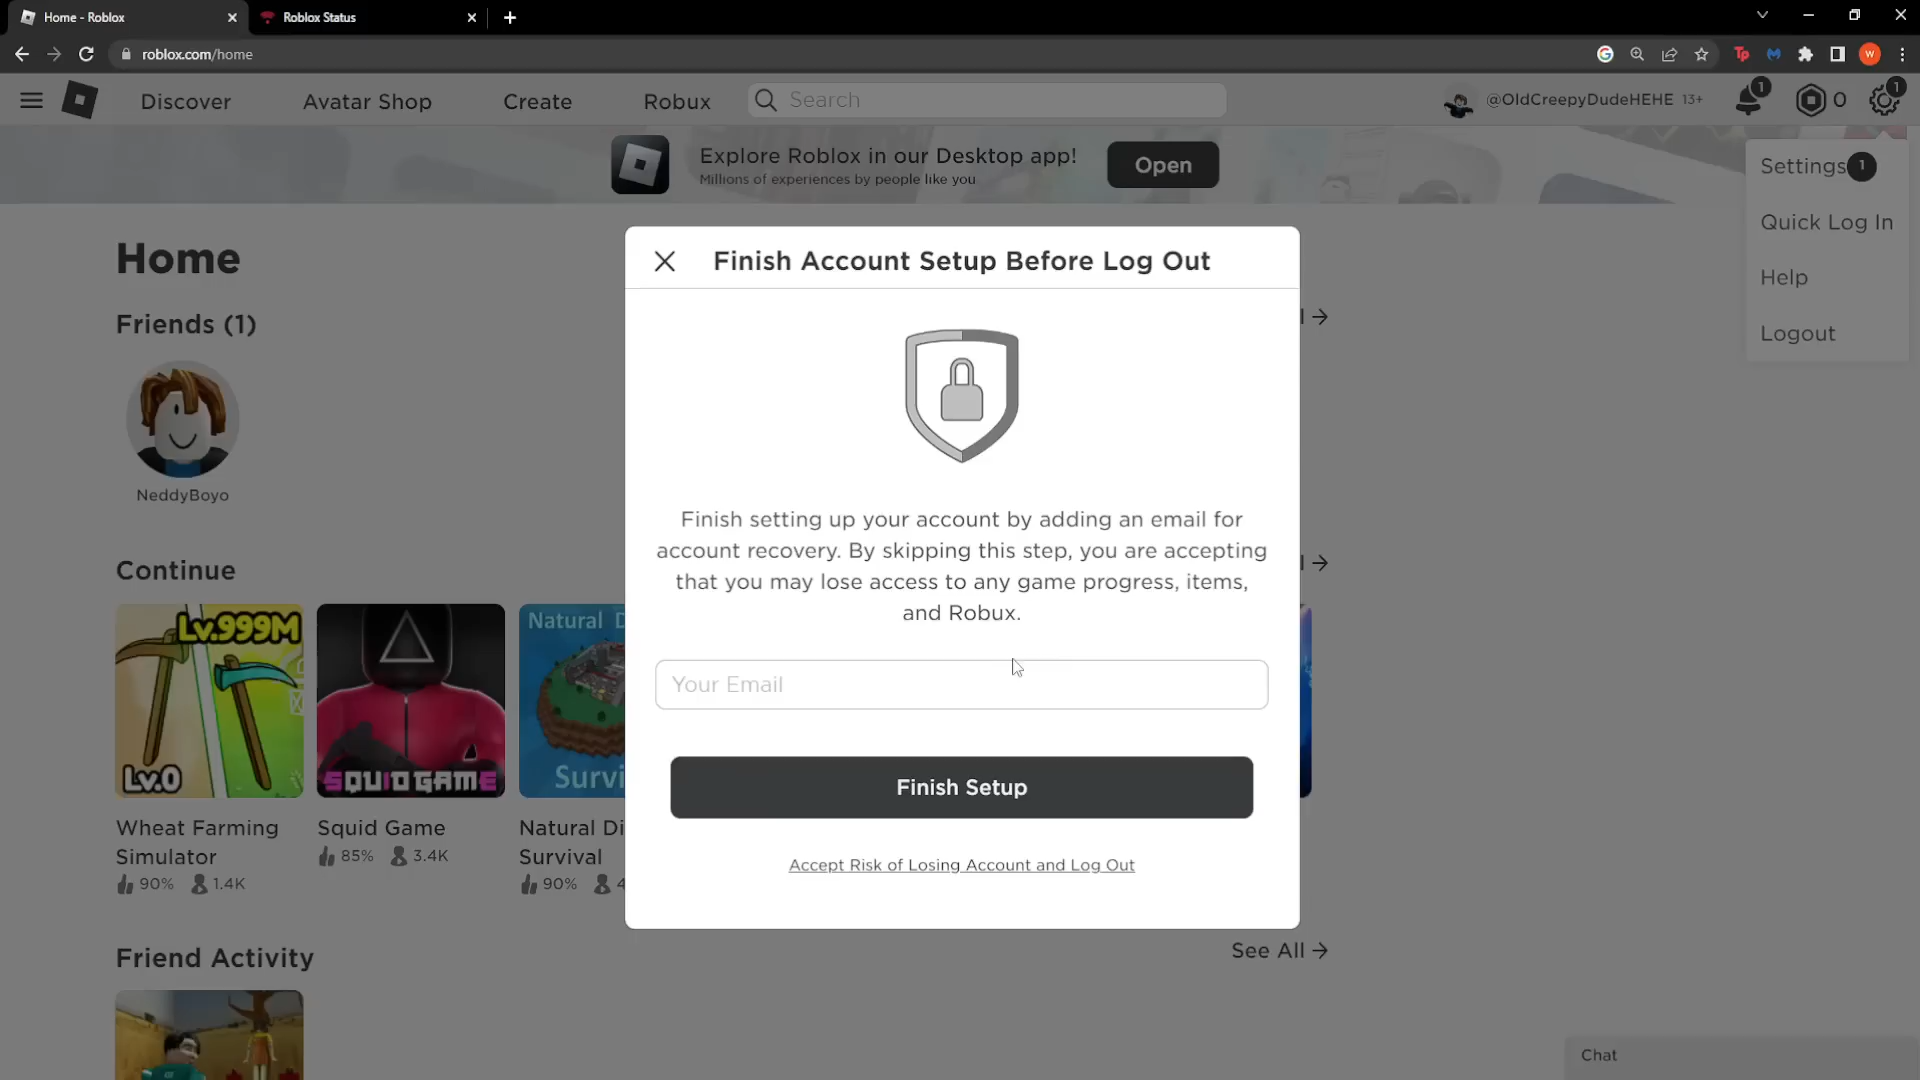 Home - Roblox
Roblox Status
roblox.com/home
Tp
W
Discover
Avatar Shop
Create
Robux
Search
@OldCreepyDudeHEHE 13+
1
0
1
Explore Roblox in our Desktop app!
Millions of experiences by people like you
Open
Settings 1
Quick Log In
Help
Logout
Home
Friends (1)
NeddyBoyo
Finish Account Setup Before Log Out
Finish setting up your account by adding an email for
account recovery. By skipping this step, you are accepting
that you may lose access to any game progress, items,
and Robux.
Your Email
Finish Setup
Accept Risk of Losing Account and Log Out
Continue
Lv.999M
Lv.0
SQUID GAME
Natural
Survi
Wheat Farming
Simulator
90% 1.4K
Squid Game
85% 3.4K
Natural Di
Survival
90% 4
Friend Activity
See All
Chat